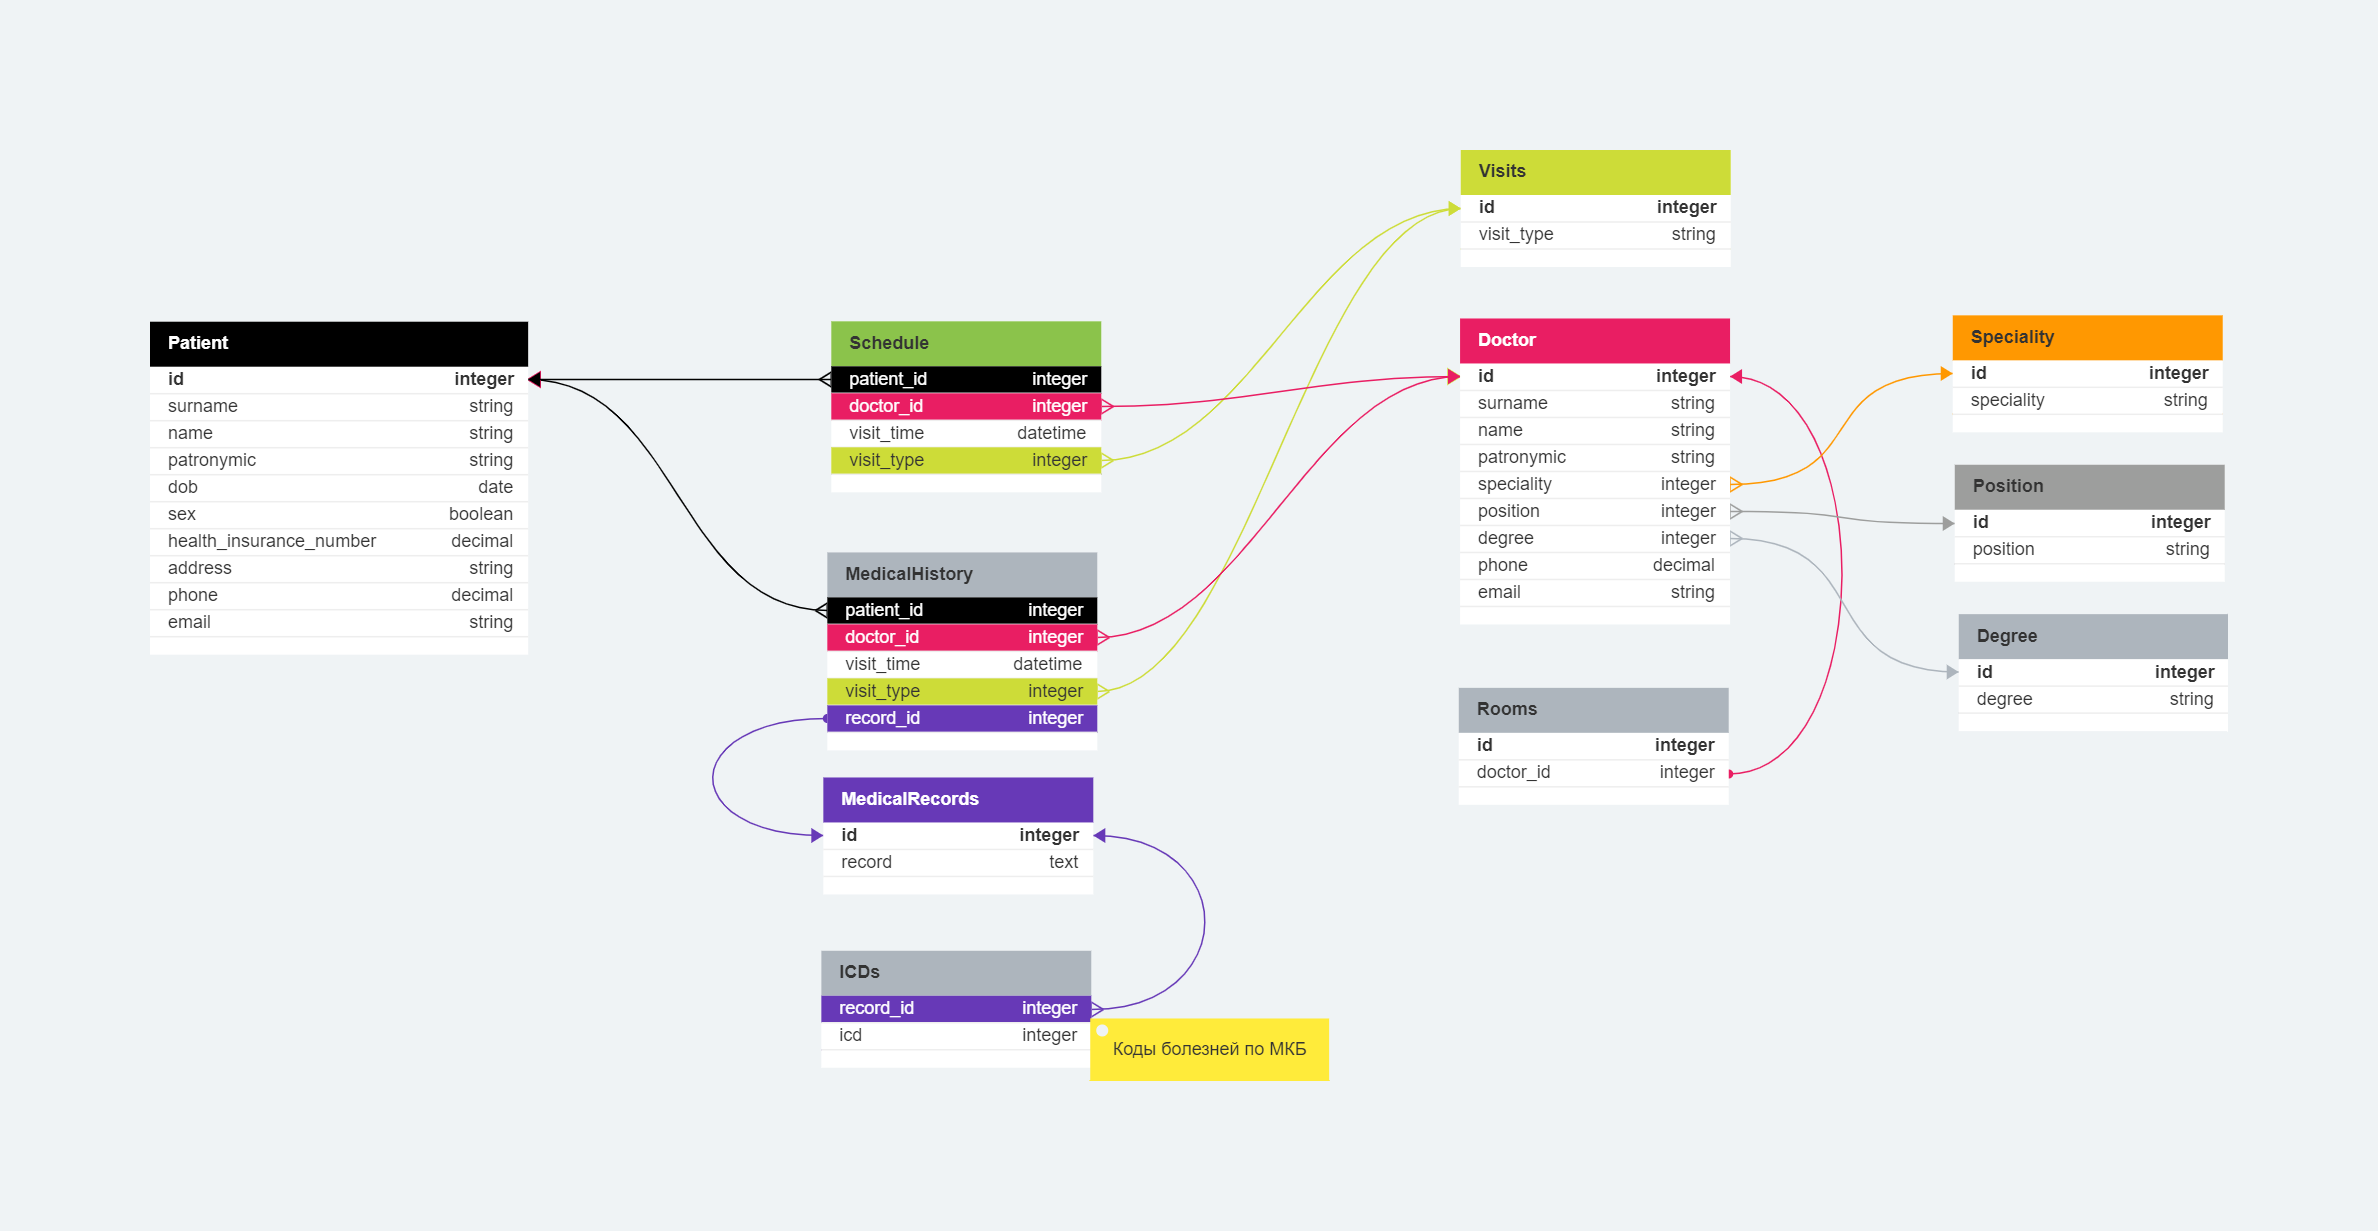 Patient
id integer
surname string
name string
patronymic string
dob date
sex boolean
health_insurance_number decimal
address string
phone decimal
email string
Schedule
patient_id integer
doctor_id integer
visit_time datetime
visit_type integer
MedicalHistory
patient_id integer
doctor_id integer
visit_time datetime
visit_type integer
record_id integer
MedicalRecords
id integer
record text
ICDs
record_id integer
icd integer
Коды болезней по МКБ
Visits
id integer
visit_type string
Doctor
id integer
surname string
name string
patronymic string
speciality integer
position integer
degree integer
phone decimal
email string
Rooms
id integer
doctor_id integer
Speciality
id integer
speciality string
Position
id integer
position string
Degree
id integer
degree string